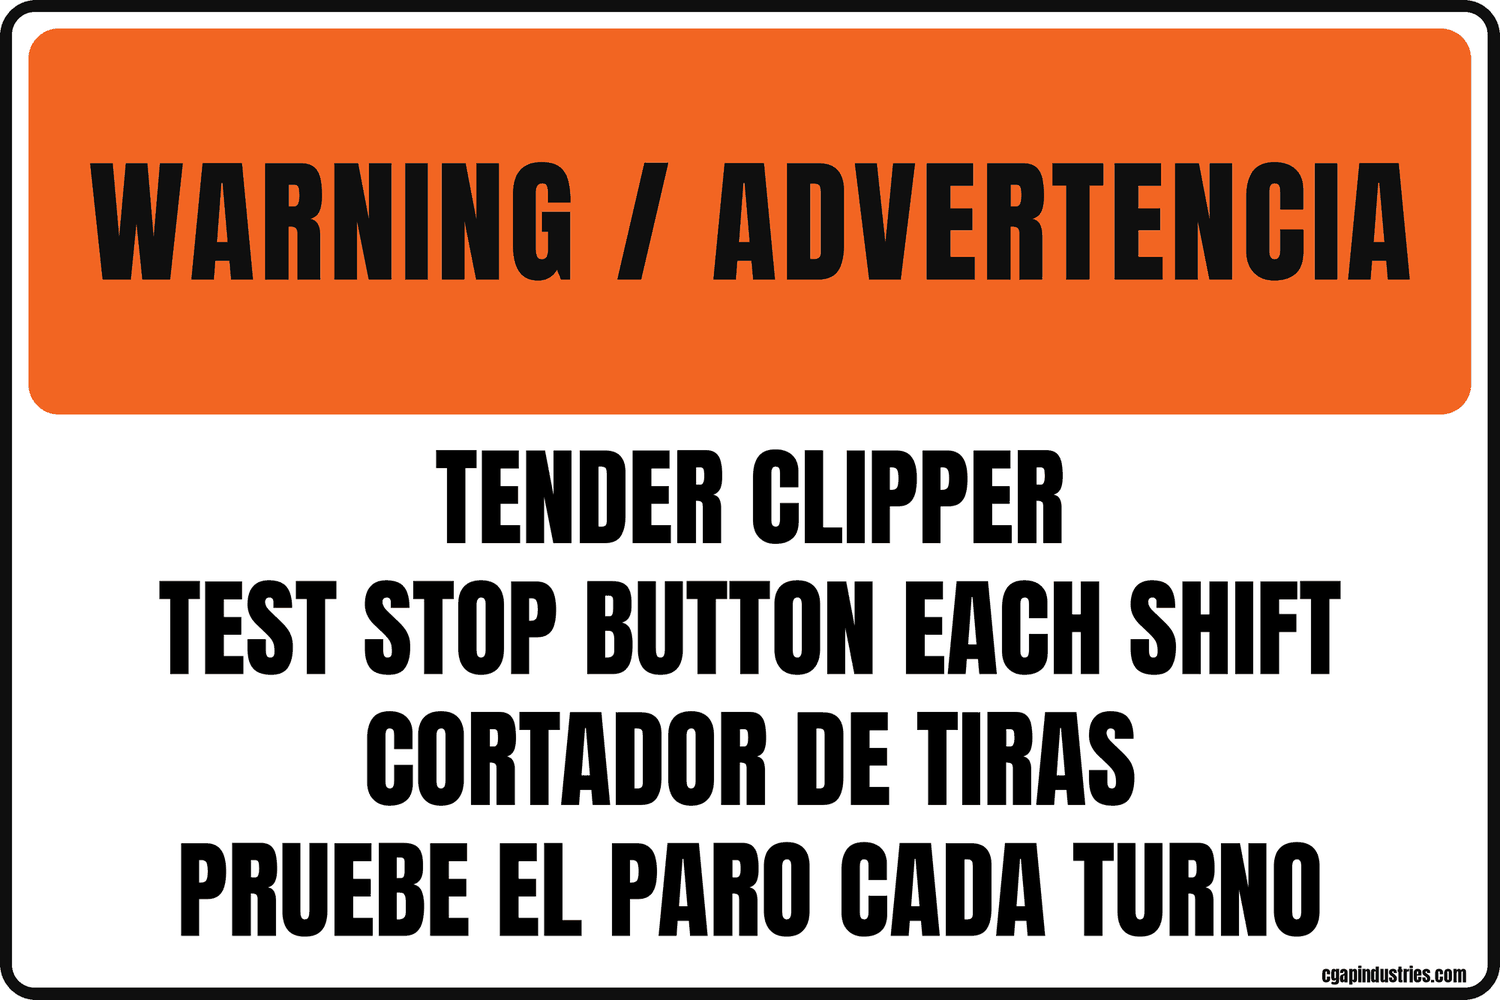 WARNING / ADVERTENCIA
TENDER CLIPPER
TEST STOP BUTTON EACH SHIFT
CORTADOR DE TIRAS
PRUEBE EL PARO CADA TURNO
cgapindustries.com